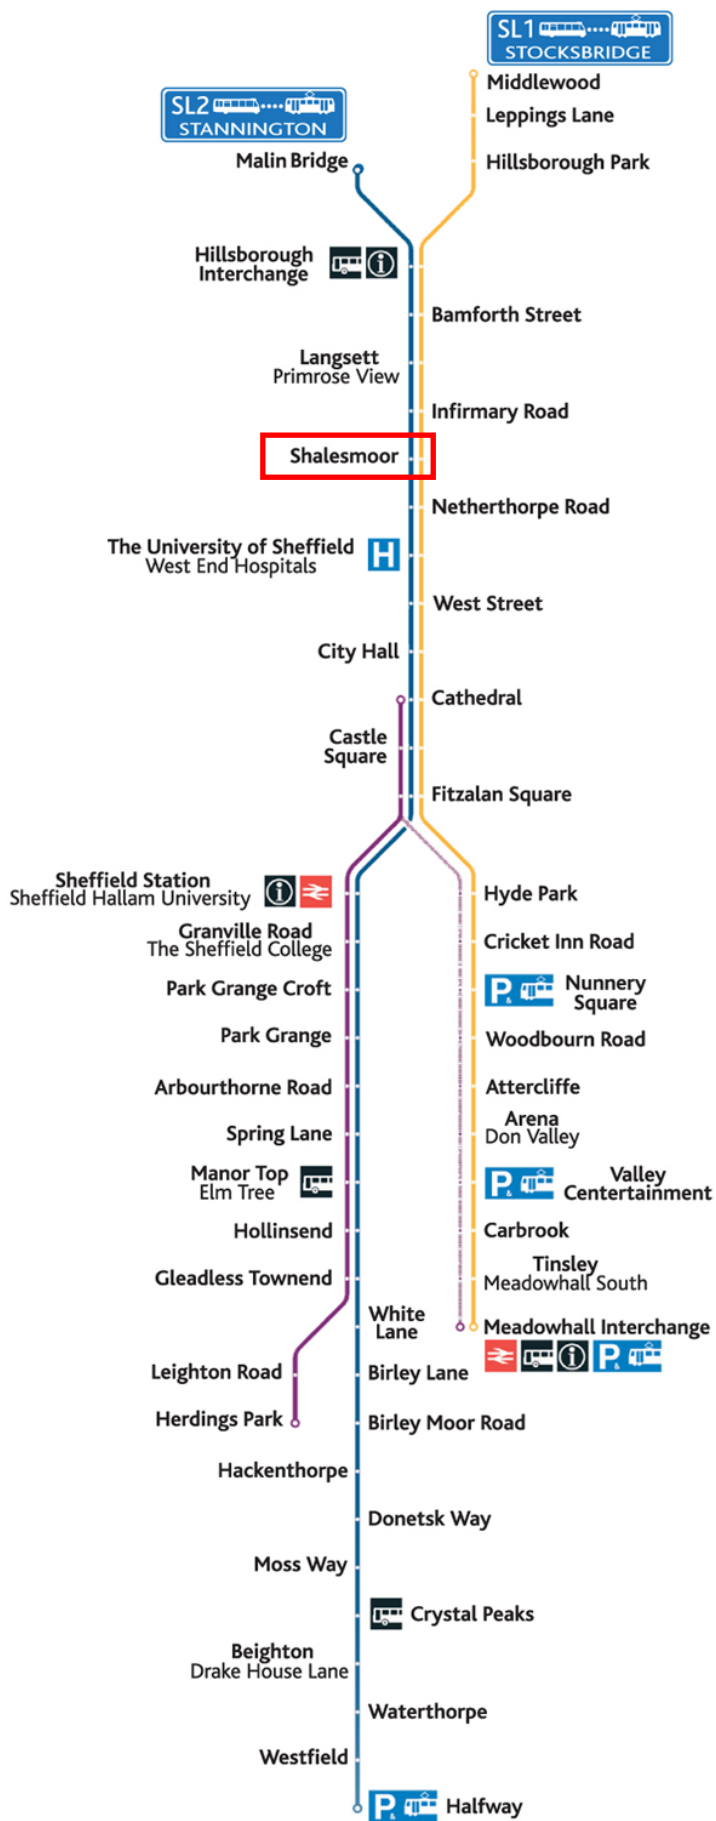 SL1
STOCKSBRIDGE
Middlewood
SL2
STANNINGTON
Leppings Lane
Malin Bridge
Hillsborough Park
Hillsborough
Interchange
i
Bamforth Street
Langsett
Primrose View
Infirmary Road
Shalesmoor
Netherthorpe Road
The University of Sheffield
West End Hospitals
H
West Street
City Hall
Cathedral
Castle
Square
Fitzalan Square
Sheffield Station
Sheffield Hallam University
i
Hyde Park
Granville Road
The Sheffield College
Cricket Inn Road
Park Grange Croft
P&
Nunnery
Square
Park Grange
Woodbourn Road
Arbourthorne Road
Attercliffe
Spring Lane
Arena
Don Valley
Manor Top
Elm Tree
P&
Valley
Centertainment
Hollinsend
Carbrook
Gleadless Townend
Tinsley
Meadowhall South
White
Lane
Meadowhall Interchange
i
P&
Leighton Road
Birley Lane
Herdings Park
Birley Moor Road
Hackenthorpe
Donetsk Way
Moss Way
Crystal Peaks
Beighton
Drake House Lane
Waterthorpe
Westfield
P&
Halfway